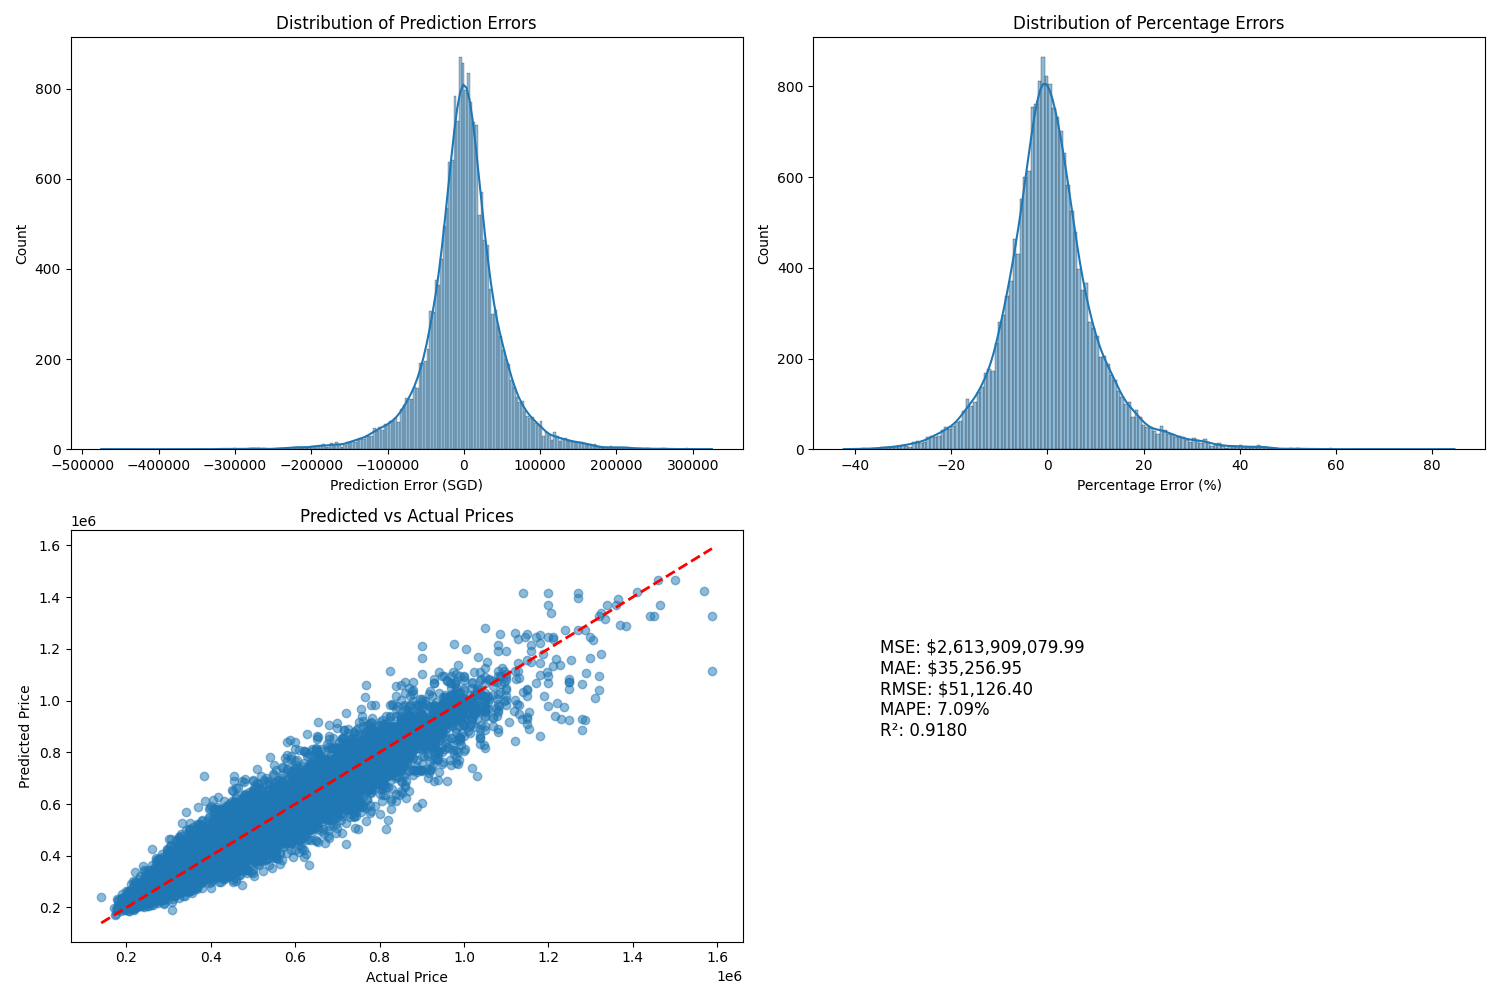 Distribution of Prediction Errors
Count
800
600
400
200
0
−500000 −400000 −300000 −200000 −100000 0 100000 200000 300000
Prediction Error (SGD)
Distribution of Percentage Errors
Count
800
600
400
200
0
−40 −20 0 20 40 60 80
Percentage Error (%)
Predicted vs Actual Prices
1e6
Predicted Price
1.6
1.4
1.2
1.0
0.8
0.6
0.4
0.2
0.2 0.4 0.6 0.8 1.0 1.2 1.4 1.6
1e6
Actual Price
MSE: $2,613,909,079.99
MAE: $35,256.95
RMSE: $51,126.40
MAPE: 7.09%
R²: 0.9180